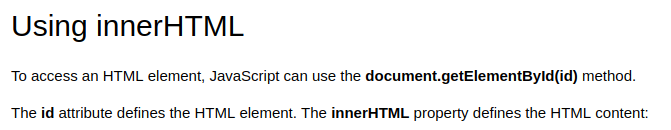 Using innerHTML
To access an HTML element, JavaScript can use the document.getElementById(id) method.
The id attribute defines the HTML element. The innerHTML property defines the HTML content: